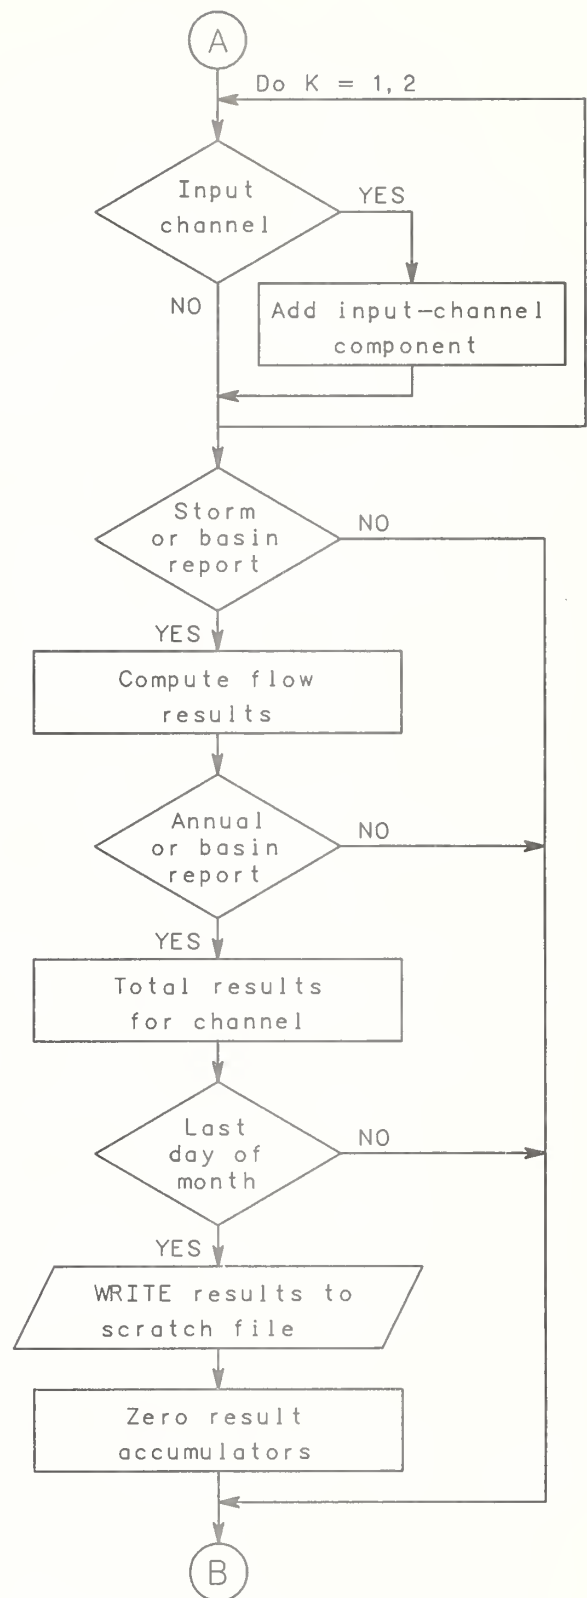 A
Do K = 1, 2
Input
channel
YES
NO
Add input-channel
component
Storm
or basin
report
NO
YES
Compute flow
results
Annual
or basin
report
NO
YES
Total results
for channel
Last
day of
month
NO
YES
WRITE results to
scratch file
Zero result
accumulators
B